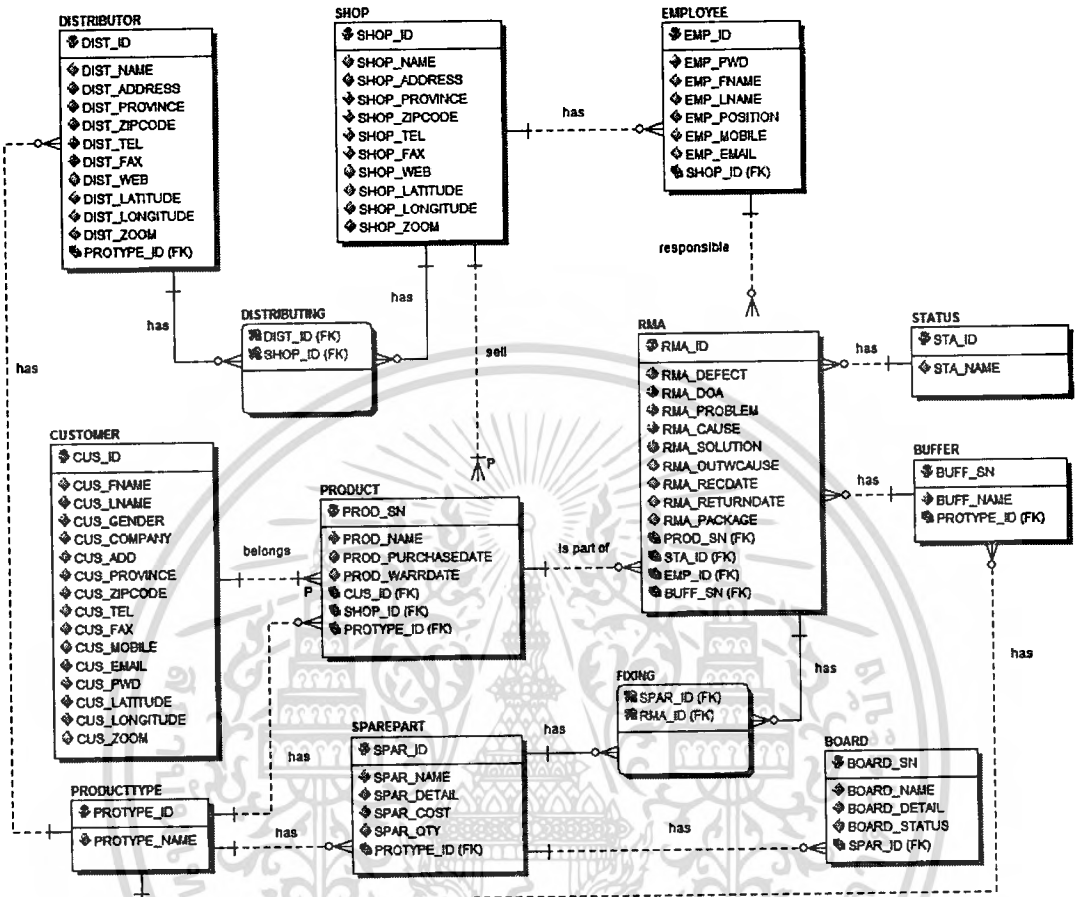 DISTRIBUTOR
DIST_ID
DIST_NAME
DIST_ADDRESS
DIST_PROVINCE
DIST_ZIPCODE
DIST_TEL
DIST_FAX
DIST_WEB
DIST_LATITUDE
DIST_LONGITUDE
DIST_ZOOM
PROTYPE_ID (FK)
SHOP
SHOP_ID
SHOP_NAME
SHOP_ADDRESS
SHOP_PROVINCE
SHOP_ZIPCODE
SHOP_TEL
SHOP_FAX
SHOP_WEB
SHOP_LATITUDE
SHOP_LONGITUDE
SHOP_ZOOM
has
EMPLOYEE
EMP_ID
EMP_PWD
EMP_FNAME
EMP_LNAME
EMP_POSITION
EMP_MOBILE
EMP_EMAIL
SHOP_ID (FK)
responsible
has
DISTRIBUTING
DIST_ID (FK)
SHOP_ID (FK)
has
sell
has
RMA
RMA_ID
RMA_DEFECT
RMA_DOA
RMA_PROBLEM
RMA_CAUSE
RMA_SOLUTION
RMA_OUTWCAUSE
RMA_RECDATE
RMA_RETURNDATE
RMA_PACKAGE
PROD_SN (FK)
STA_ID (FK)
EMP_ID (FK)
BUFF_SN (FK)
has
STATUS
STA_ID
STA_NAME
has
BUFFER
BUFF_SN
BUFF_NAME
PROTYPE_ID (FK)
CUSTOMER
CUS_ID
CUS_FNAME
CUS_LNAME
CUS_GENDER
CUS_COMPANY
CUS_ADD
CUS_PROVINCE
CUS_ZIPCODE
CUS_TEL
CUS_FAX
CUS_MOBILE
CUS_EMAIL
CUS_PWD
CUS_LATITUDE
CUS_LONGITUDE
CUS_ZOOM
belongs
P
P
PRODUCT
PROD_SN
PROD_NAME
PROD_PURCHASEDATE
PROD_WARRDATE
CUS_ID (FK)
SHOP_ID (FK)
PROTYPE_ID (FK)
is part of
has
has
FIXING
SPAR_ID (FK)
RMA_ID (FK)
has
has
SPAREPART
SPAR_ID
SPAR_NAME
SPAR_DETAIL
SPAR_COST
SPAR_QTY
PROTYPE_ID (FK)
has
BOARD
BOARD_SN
BOARD_NAME
BOARD_DETAIL
BOARD_STATUS
SPAR_ID (FK)
PRODUCTTYPE
PROTYPE_ID
PROTYPE_NAME
has